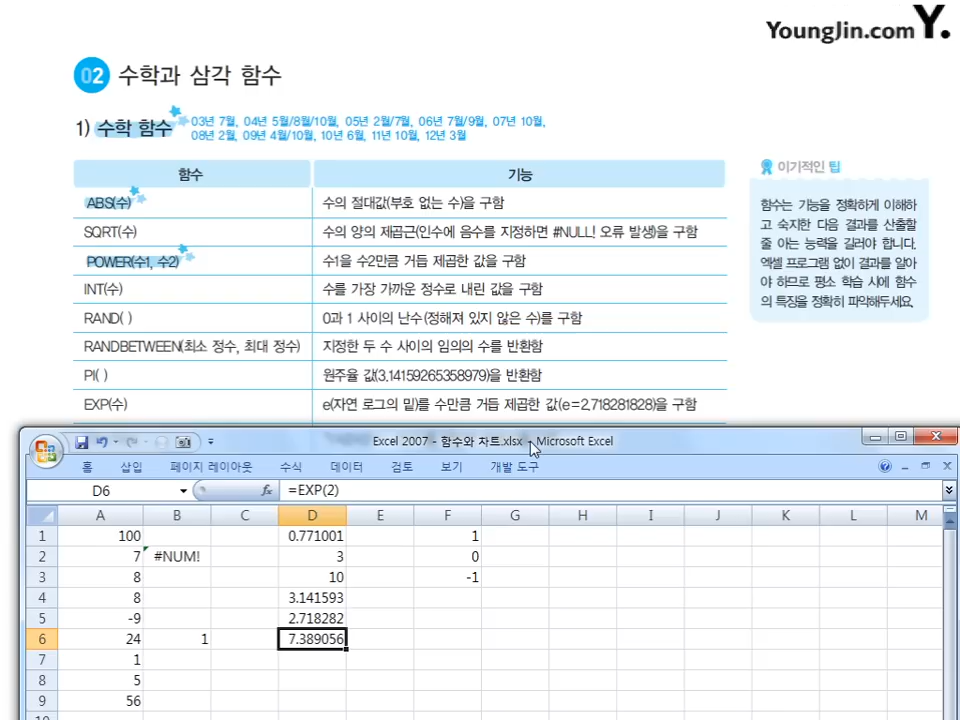 YoungJin.com Y.
02 수학과 삼각 함수
1) 수학 함수
03년 7월, 04년 5월/8월/10월, 05년 2월/7월, 06년 7월/9월, 07년 10월,
08년 2월, 09년 4월/10월, 10년 6월, 11년 10월, 12년 3월
함수 기능
ABS(수) 수의 절대값(부호 없는 수)을 구함
SQRT(수) 수의 양의 제곱근(인수에 음수를 지정하면 #NULL! 오류 발생)을 구함
POWER(수1, 수2) 수1을 수2만큼 거듭 제곱한 값을 구함
INT(수) 수를 가장 가까운 정수로 내린 값을 구함
RAND( ) 0과 1 사이의 난수(정해져 있지 않은 수)를 구함
RANDBETWEEN(최소 정수, 최대 정수) 지정한 두 수 사이의 임의의 수를 반환함
PI( ) 원주율 값(3.14159265358979)을 반환함
EXP(수) e(자연 로그의 밑)를 수만큼 거듭 제곱한 값(e=2.718281828)을 구함
이기적인 팁
함수는 기능을 정확하게 이해하
고 숙지한 다음 결과를 산출할
줄 아는 능력을 길러야 합니다.
엑셀 프로그램 없이 결과를 알아
야 하므로 평소 학습 시에 함수
의 특징을 정확히 파악해두세요.
Excel 2007 - 함수와 차트.xlsx - Microsoft Excel
홈 삽입 페이지 레이아웃 수식 데이터 검토 보기 개발 도구
D6 fx =EXP(2)
A B C D E F G H I J K L M
1 100 0.771001 1
2 7 #NUM! 3 0
3 8 10 -1
4 8 3.141593
5 -9 2.718282
6 24 1 7.389056
7 1
8 5
9 56
10